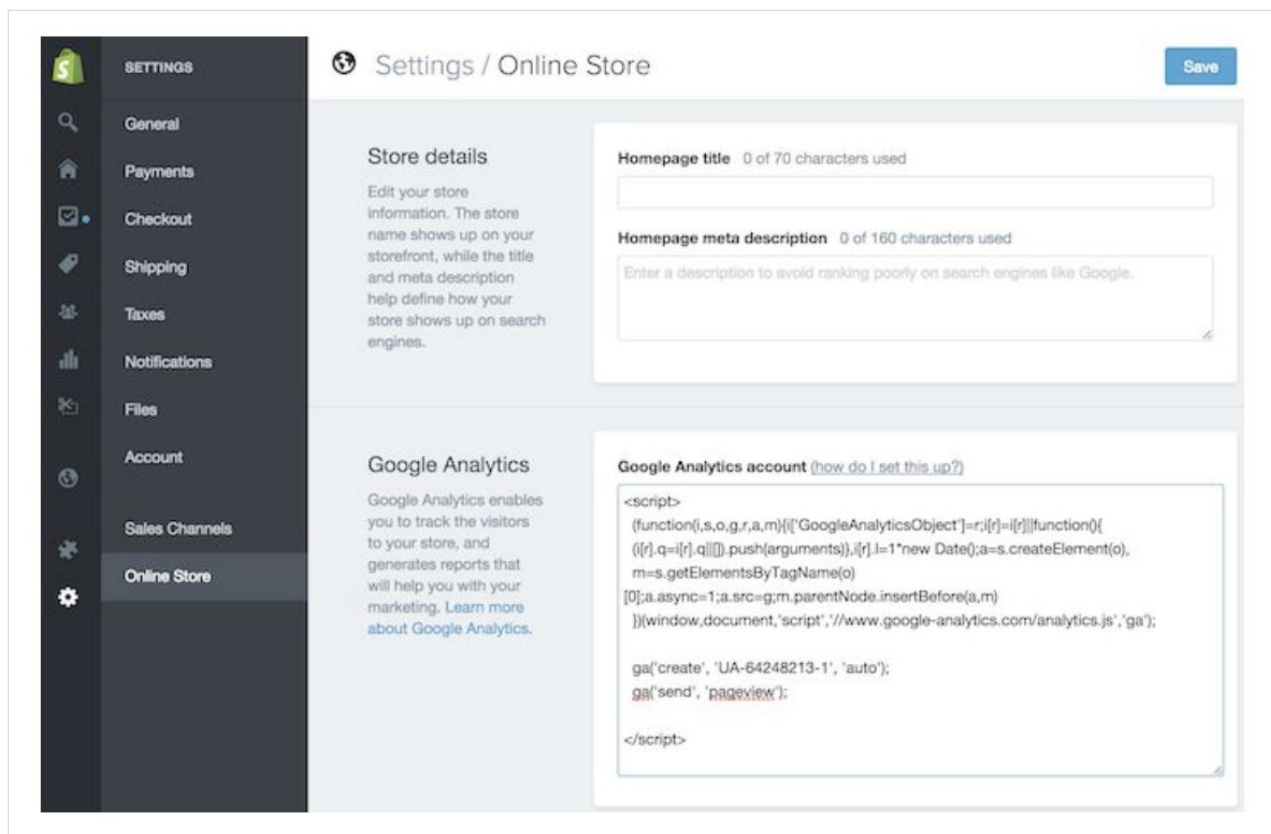 SETTINGS
General
Payments
Checkout
Shipping
Taxes
Notifications
Files
Account
Sales Channels
Online Store
Settings / Online Store
Save
Store details
Edit your store
information. The store
name shows up on your
storefront, while the title
and meta description
help define how your
store shows up on search
engines.
Homepage title 0 of 70 characters used
Homepage meta description 0 of 160 characters used
Enter a description to avoid ranking poorly on search engines like Google.
Google Analytics
Google Analytics enables
you to track the visitors
to your store, and
generates reports that
will help you with your
marketing. Learn more
about Google Analytics.
Google Analytics account (how do I set this up?)
<script>
(function(i,s,o,g,r,a,m){i['GoogleAnalyticsObject']=r;i[r]=i[r]||function(){
(i[r].q=i[r].q||[]).push(arguments)},i[r].l=1*new Date();a=s.createElement(o),
m=s.getElementsByTagName(o)
[0];a.async=1;a.src=g;m.parentNode.insertBefore(a,m)
})(window,document,'script','//www.google-analytics.com/analytics.js','ga');
ga('create', 'UA-64248213-1', 'auto');
ga('send', 'pageview');
</script>